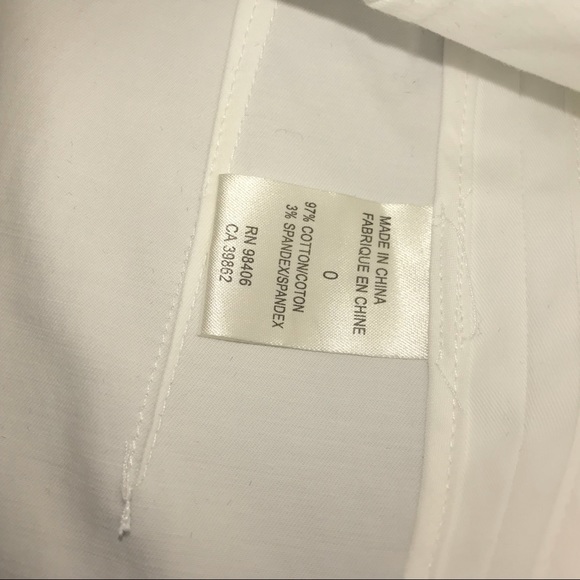 MADE IN CHINA
FABRIQUE EN CHINE
0
97% COTTON/COTON
3% SPANDEX/SPANDEX
RN 98406
CA 39862